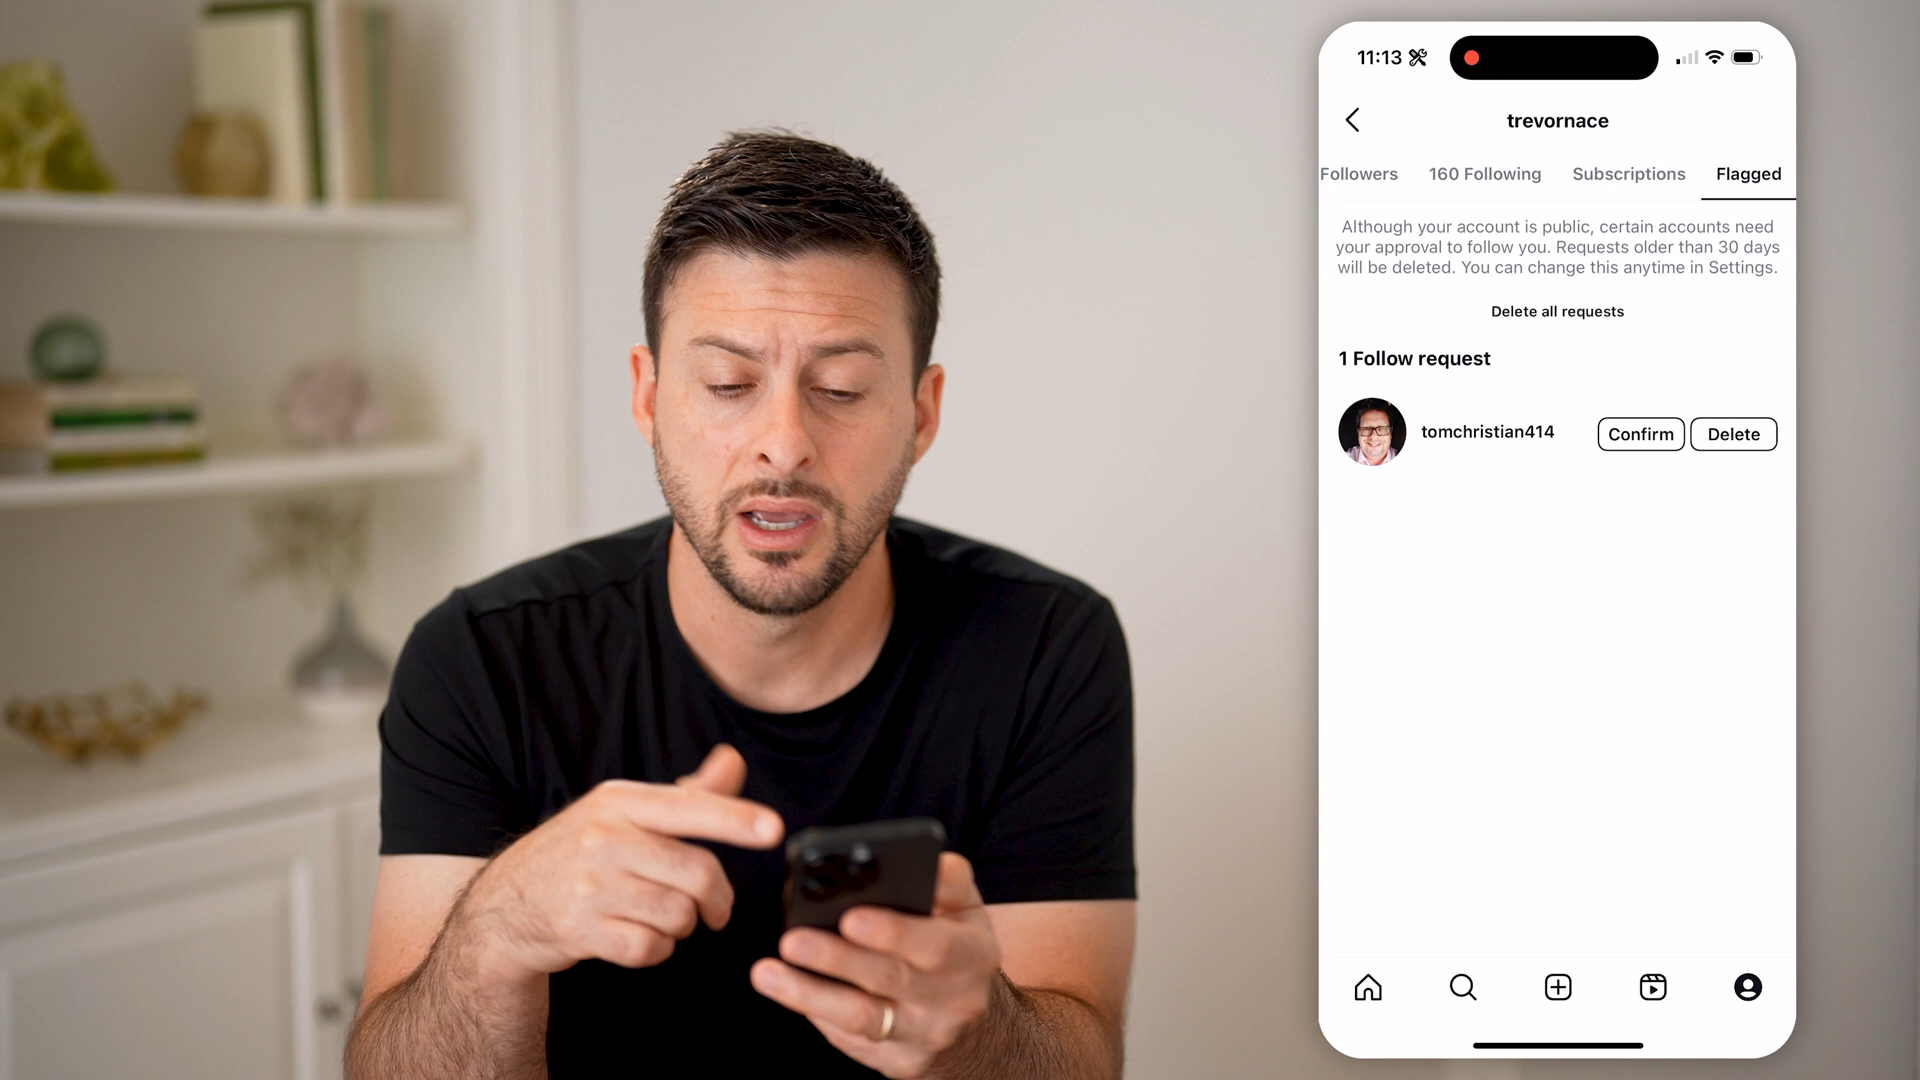 11:13
trevornace
Followers 160 Following Subscriptions Flagged
Although your account is public, certain accounts need
your approval to follow you. Requests older than 30 days
will be deleted. You can change this anytime in Settings.
Delete all requests
1 Follow request
tomchristian414 Confirm Delete